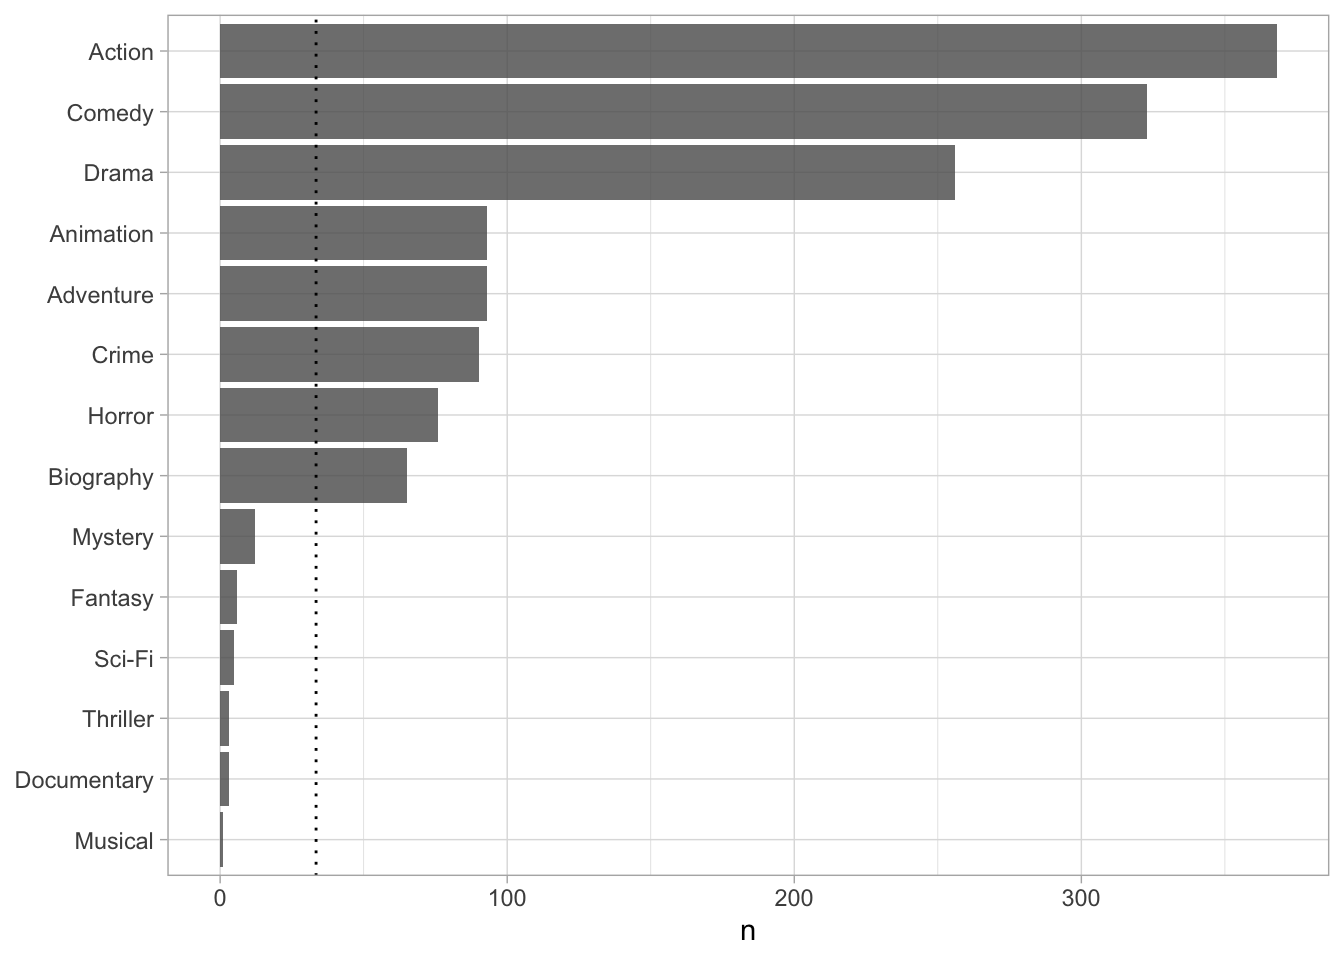 Action
Comedy
Drama
Animation
Adventure
Crime
Horror
Biography
Mystery
Fantasy
Sci-Fi
Thriller
Documentary
Musical
0 100 200 300
n